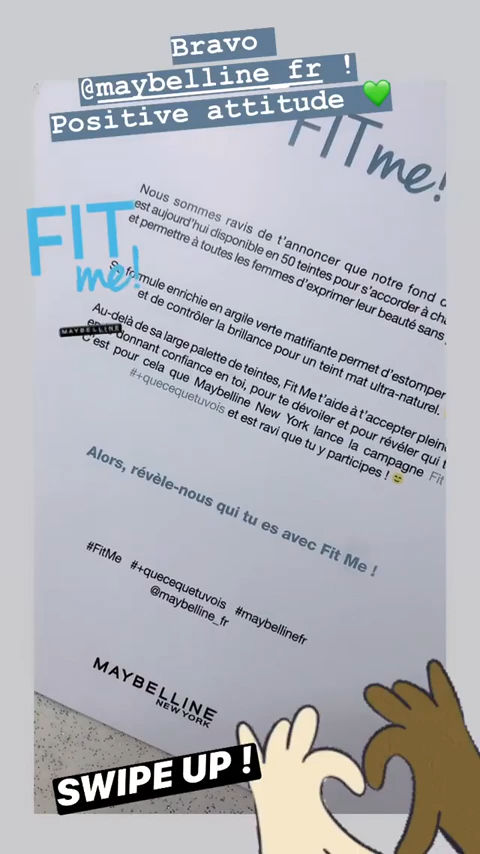 Bravo
@maybelline_fr !
Positive attitude 💚
FIT me!
FIT
me!
MAYBELLINE
Nous sommes ravis de t'annoncer que notre fond
est aujourd'hui disponible en 50 teintes pour s'accorder à
et permettre à toutes les femmes d'exprimer leur beauté sans
formule enrichie en argile verte matifiante permet d'estomper
et de contrôler la brillance pour un teint mat ultra-naturel.
Au-delà de sa large palette de teintes, Fit Me t'aide à t'accepter
donnant confiance en toi, pour te dévoiler et pour révéler qui
C'est pour cela que Maybelline New York lance la campagne Fit
#+quecequetuvois et est ravi que tu y participes ! 😄
Alors, révèle-nous qui tu es avec Fit Me !
#FitMe #+quecequetuvois #maybellinefr
@maybelline_fr
MAYBELLINE
NEW YORK
SWIPE UP !